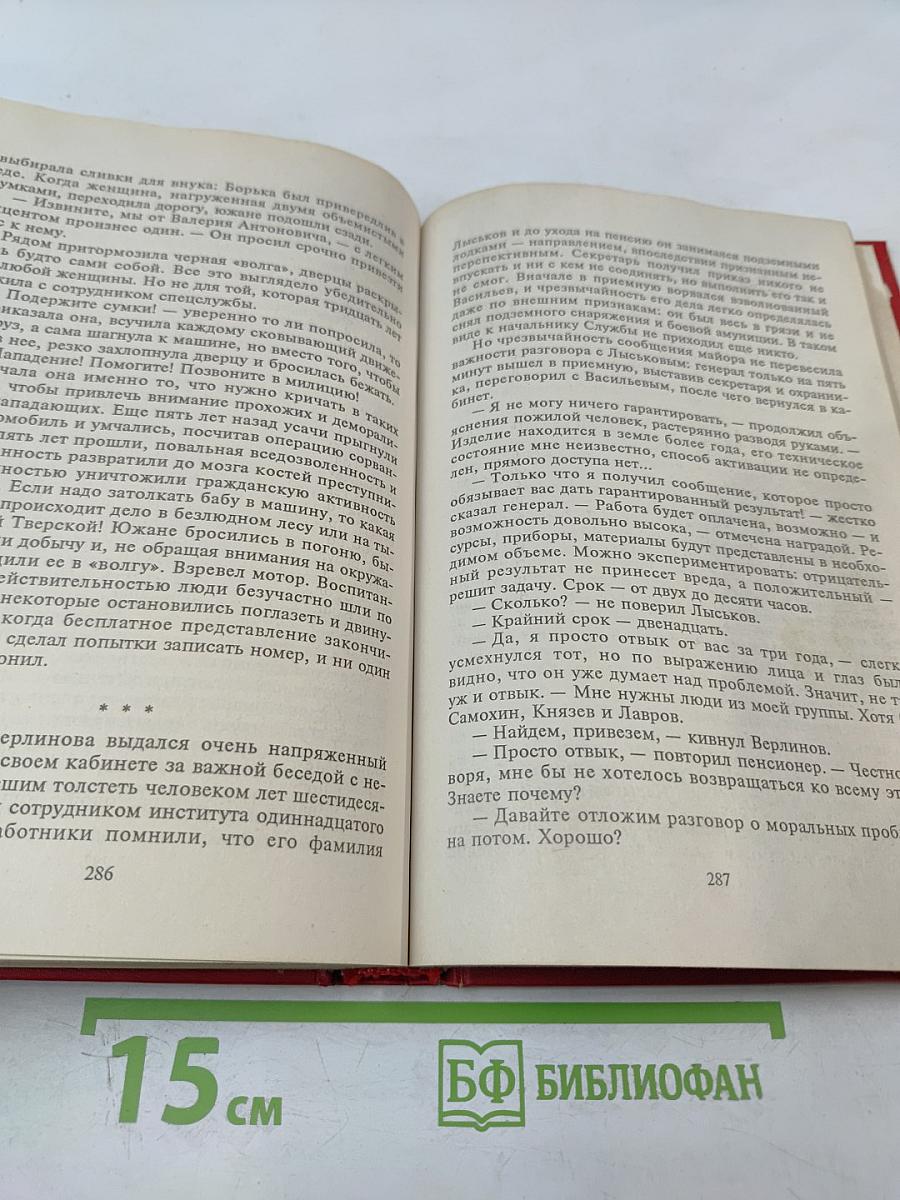 выбирала сливки для внука: Борька был привередлив в
еде. Когда женщина, нагруженная двумя объемистыми
умками, переходила дорогу, южане подошли сзади.
— Извините, мы от Валерия Антоновича, — с легким
центом произнес один. — Он просил срочно привезти
с к нему.
Рядом притормозила черная «волга», дверцы раскры-
ь будто сами собой. Все это выглядело убедительно
любой женщины. Но не для той, которая тридцать лет
жила с сотрудником спецслужбы.
Подержите сумки! — уверенно то ли попросила, то
иказала она, всучила каждому сковывающий движе-
руз, а сама шагнула к машине, но вместо того, чтобы
в нее, резко захлопнула дверцу и бросилась бежать.
Нападение! Помогите! Позвоните в милицию!
чала она именно то, что нужно кричать в таких
, чтобы привлечь внимание прохожих и деморали-
нападающих. Еще пять лет назад усачи прыгнули
омобиль и умчались, посчитав операцию сорван-
пять лет прошли, повальная вседозволенность и
нность развратили до мозга костей преступни-
ностью уничтожили гражданскую активность
. Если надо затолкать бабу в машину, то какая
происходит дело в безлюдном лесу или на ты-
й Тверской! Южане бросились в погоню, бы-
и добычу и, не обращая внимания на окружа-
дили ее в «волгу». Взревел мотор. Воспитан-
ействительностью люди безучастно шли по
некоторые остановились поглазеть и двину-
когда бесплатное представление закончи-
сделал попытки записать номер, и ни один
онил.
* * *
ерлинова выдался очень напряженный
своем кабинете за важной беседой с не-
ешим толстеть человеком лет шестидеся-
сотрудником института одиннадцатого
аботники помнили, что его фамилия
286
Лыськов и до ухода на пенсию он занимался подземными
лодками — направлением, впоследствии признанным не-
перспективным. Секретарь получил приказ никого не
впускать и ни с кем не соединять, но выполнить его так и
не смог. Вначале в приемную ворвался взволнованный
Васильев, и чрезвычайность его дела легко определялась
даже по внешним признакам: он был весь в грязи и не
снял подземного снаряжения и боевой амуниции. В таком
виде к начальнику Службы не приходил еще никто.
Но чрезвычайность сообщения майора не перевесила
важности разговора с Лыськовым: генерал только на пять
минут вышел в приемную, выставив секретаря и охранни-
ка, переговорил с Васильевым, после чего вернулся в ка-
бинет.
— Я не могу ничего гарантировать, — продолжил объ-
яснения пожилой человек, растерянно разводя руками. —
Изделие находится в земле более года, его техническое
состояние мне неизвестно, способ активации не опреде-
лен, прямого доступа нет...
— Только что я получил сообщение, которое просто
обязывает вас дать гарантированный результат! — жестко
сказал генерал. — Работа будет оплачена, возможно — и
возможность довольно высока, — отмечена наградой. Ре-
сурсы, приборы, материалы будут представлены в необхо-
димом объеме. Можно экспериментировать: отрицатель-
ный результат не принесет вреда, а положительный —
решит задачу. Срок — от двух до десяти часов.
— Сколько? — не поверил Лыськов.
— Крайний срок — двенадцать.
— Да, я просто отвык от вас за три года, — слегк
усмехнулся тот, но по выражению лица и глаз был
видно, что он уже думает над проблемой. Значит, не т
уж и отвык. — Мне нужны люди из моей группы. Хотя
Самохин, Князев и Лавров.
— Найдем, привезем, — кивнул Верлинов.
— Просто отвык, — повторил пенсионер. — Честно
воря, мне бы не хотелось возвращаться ко всему эт
Знаете почему?
— Давайте отложим разговор о моральных проб
на потом. Хорошо?
287
15 см
БФ БИБЛИОФАН